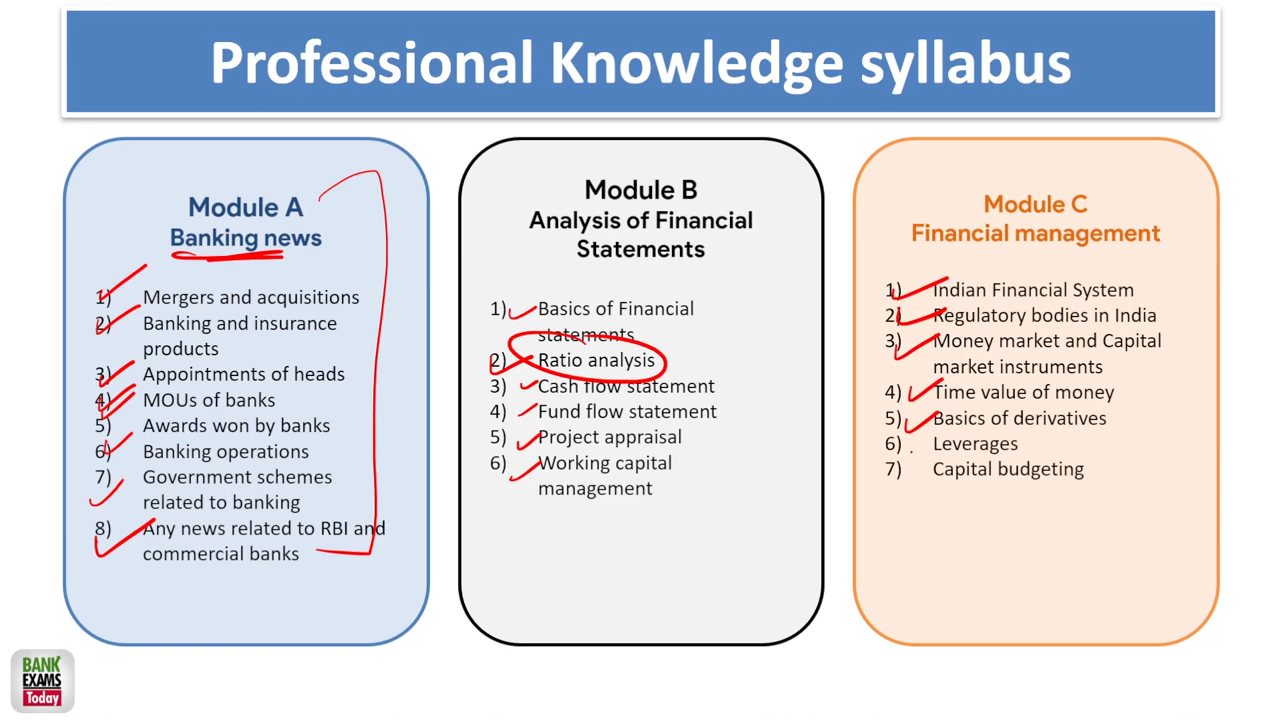 Professional Knowledge syllabus
Module A
Banking news
1) Mergers and acquisitions
2) Banking and insurance
products
3) Appointments of heads
4) MOUs of banks
5) Awards won by banks
6) Banking operations
7) Government schemes
related to banking
8) Any news related to RBI and
commercial banks
Module B
Analysis of Financial
Statements
1) Basics of Financial
statements
2) Ratio analysis
3) Cash flow statement
4) Fund flow statement
5) Project appraisal
6) Working capital
management
Module C
Financial management
1) Indian Financial System
2) Regulatory bodies in India
3) Money market and Capital
market instruments
4) Time value of money
5) Basics of derivatives
6) Leverages
7) Capital budgeting
BANK
EXAMS
Today